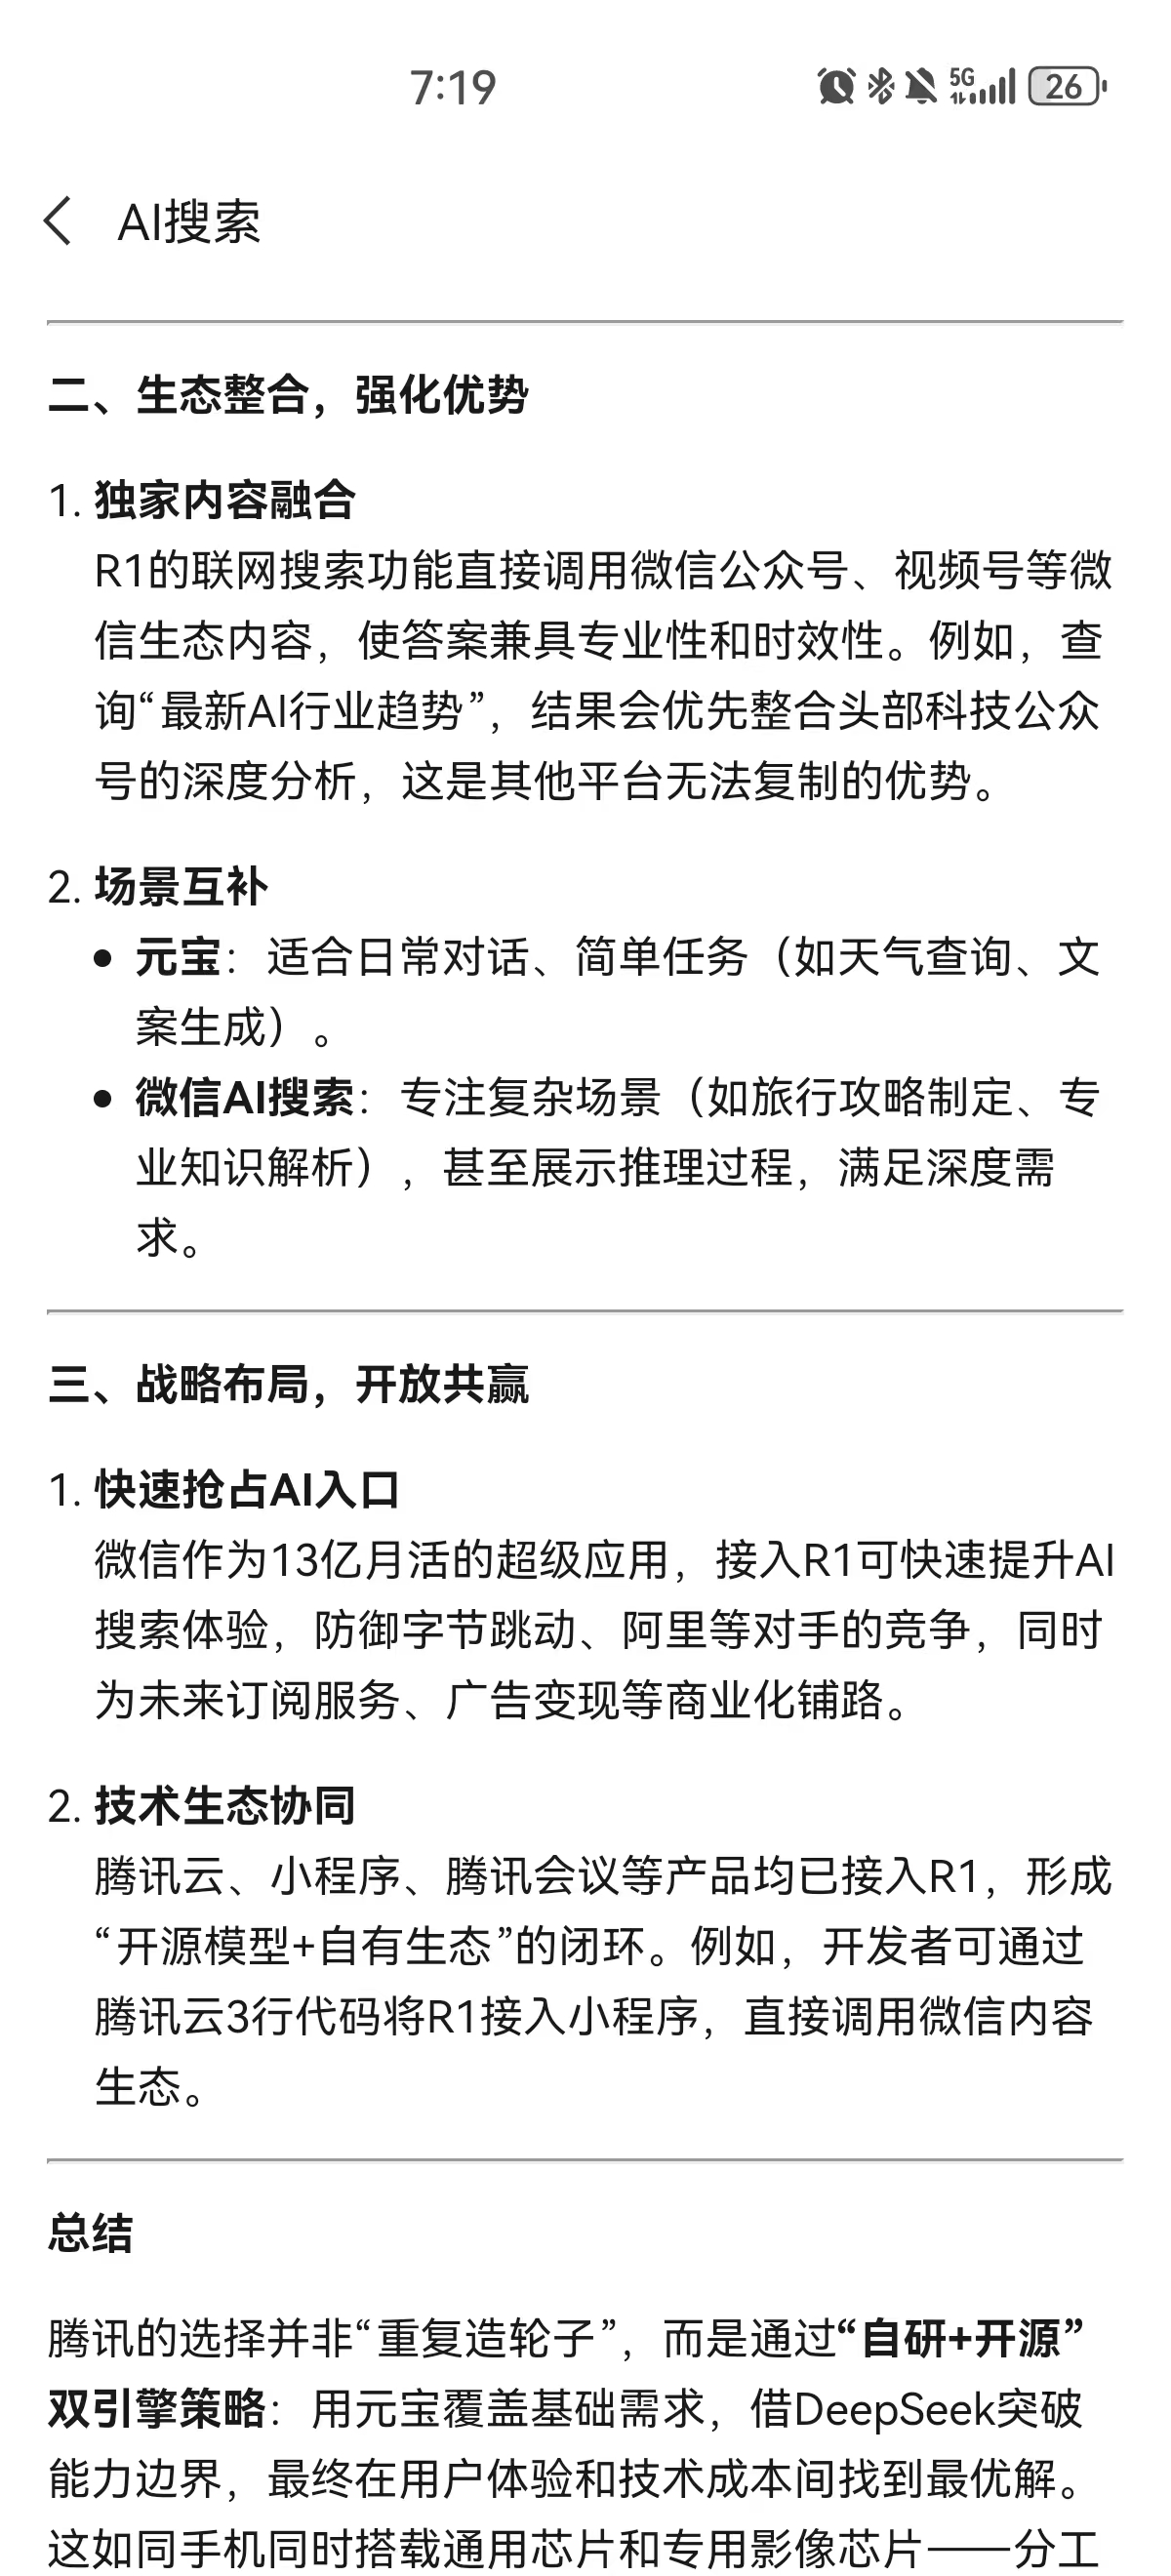 7:19
5G
26
AI搜索
二、生态整合，强化优势
1. 独家内容融合
R1的联网搜索功能直接调用微信公众号、视频号等微
信生态内容，使答案兼具专业性和时效性。例如，查
询“最新AI行业趋势”，结果会优先整合头部科技公众
号的深度分析，这是其他平台无法复制的优势。
2. 场景互补
● 元宝：适合日常对话、简单任务（如天气查询、文
案生成）。
● 微信AI搜索：专注复杂场景（如旅行攻略制定、专
业知识解析），甚至展示推理过程，满足深度需
求。
三、战略布局，开放共赢
1. 快速抢占AI入口
微信作为13亿月活的超级应用，接入R1可快速提升AI
搜索体验，防御字节跳动、阿里等对手的竞争，同时
为未来订阅服务、广告变现等商业化铺路。
2. 技术生态协同
腾讯云、小程序、腾讯会议等产品均已接入R1，形成
“开源模型+自有生态”的闭环。例如，开发者可通过
腾讯云3行代码将R1接入小程序，直接调用微信内容
生态。
总结
腾讯的选择并非“重复造轮子”，而是通过“自研+开源”
双引擎策略：用元宝覆盖基础需求，借DeepSeek突破
能力边界，最终在用户体验和技术成本间找到最优解。
这如同手机同时搭载通用芯片和专用影像芯片——分工